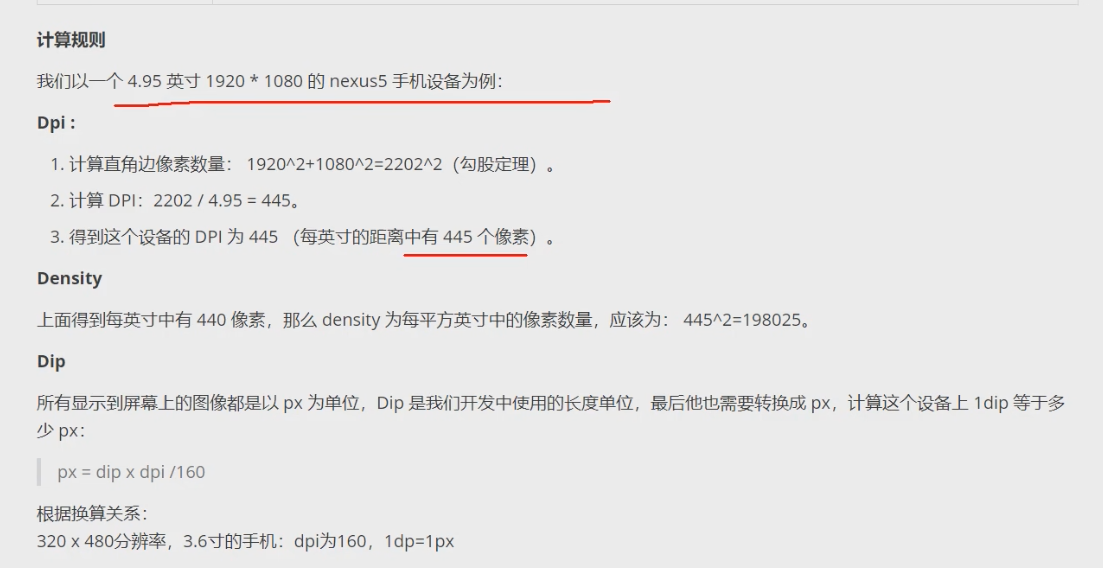 计算规则
我们以一个 4.95 英寸 1920 * 1080 的 nexus5 手机设备为例：
Dpi :
1. 计算直角边像素数量： 1920^2+1080^2=2202^2（勾股定理）。
2. 计算 DPI：2202 / 4.95 = 445。
3. 得到这个设备的 DPI 为 445 （每英寸的距离中有 445 个像素）。
Density
上面得到每英寸中有 440 像素，那么 density 为每平方英寸中的像素数量，应该为： 445^2=198025。
Dip
所有显示到屏幕上的图像都是以 px 为单位，Dip 是我们开发中使用的长度单位，最后他也需要转换成 px，计算这个设备上 1dip 等于多
少 px：
px = dip x dpi /160
根据换算关系：
320 x 480分辨率，3.6寸的手机：dpi为160，1dp=1px